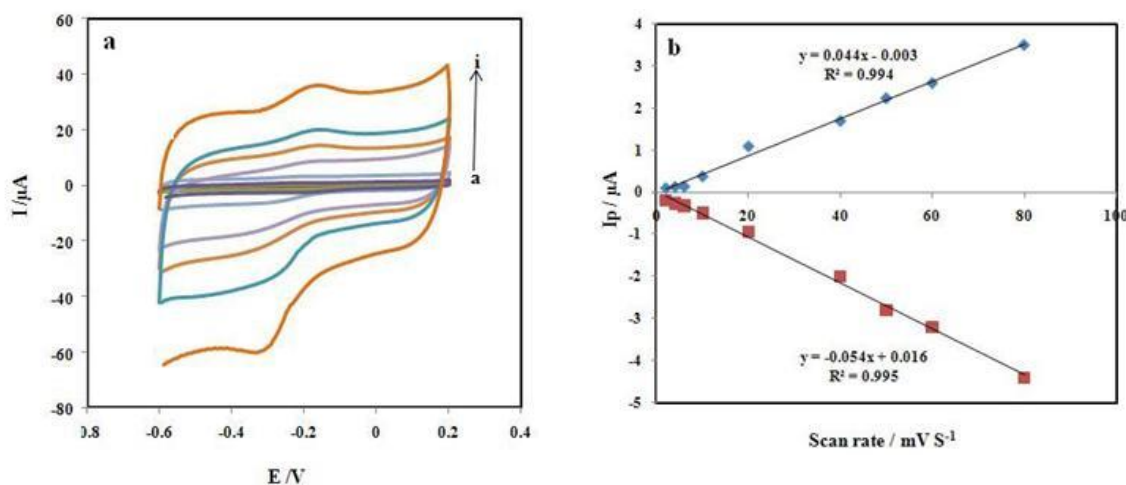 a
60
40
20
0
-20
-40
-60
-80
I /µA
i
a
0.8
-0.6
-0.4
-0.2
0
0.2
0.4
E /V
b
4
3
2
1
0
-1
-2
-3
-4
-5
Ip / µA
y = 0.044x - 0.003
R² = 0.994
0
20
40
60
80
100
y = -0.054x + 0.016
R² = 0.995
Scan rate / mV S⁻¹